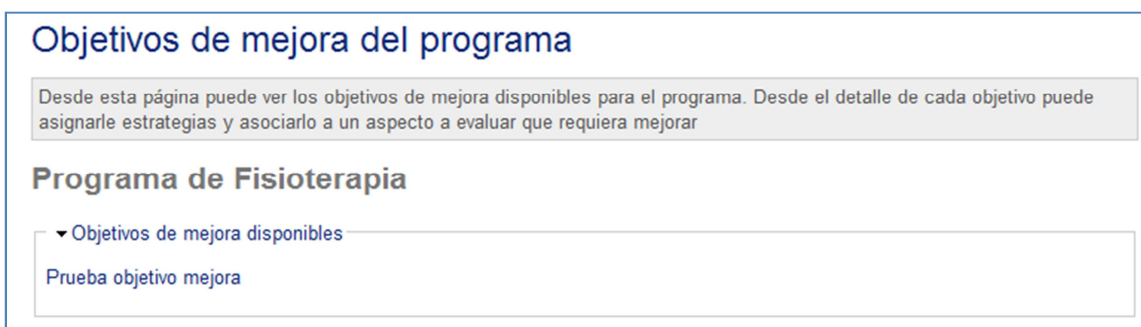 Objetivos de mejora del programa
Desde esta página puede ver los objetivos de mejora disponibles para el programa. Desde el detalle de cada objetivo puede
asignarle estrategias y asociarlo a un aspecto a evaluar que requiera mejorar
Programa de Fisioterapia
Objetivos de mejora disponibles
Prueba objetivo mejora